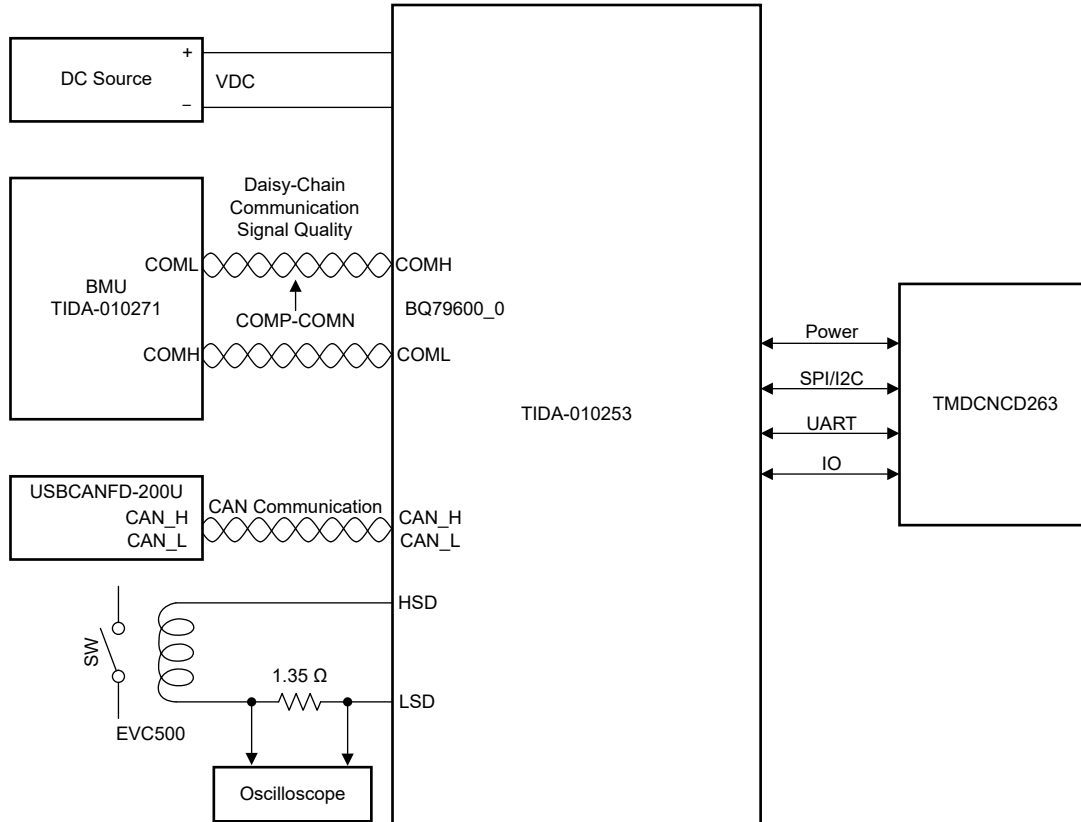 DC Source
+
−
VDC
Daisy-Chain
Communication
Signal Quality
COML
COMH
BMU
TIDA-010271
BQ79600_0
COMP-COMN
COMH
COML
TIDA-010253
Power
SPI/I2C
UART
IO
TMDCNCD263
USBCANFD-200U
CAN Communication
CAN_H
CAN_L
CAN_H
CAN_L
HSD
SW
1.35 Ω
LSD
EVC500
Oscilloscope